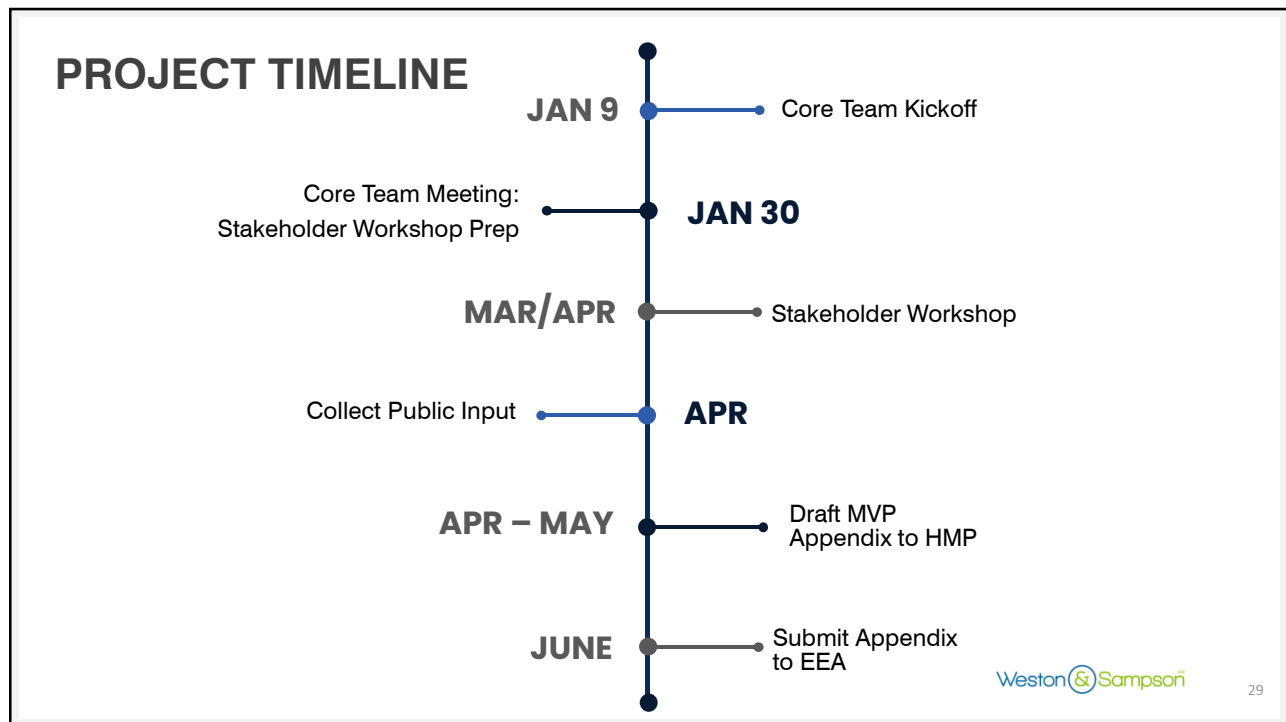 PROJECT TIMELINE
JAN 9
Core Team Kickoff
Core Team Meeting:
Stakeholder Workshop Prep
JAN 30
MAR/APR
Stakeholder Workshop
Collect Public Input
APR
APR – MAY
Draft MVP
Appendix to HMP
JUNE
Submit Appendix
to EEA
Weston & Sampson℠
29